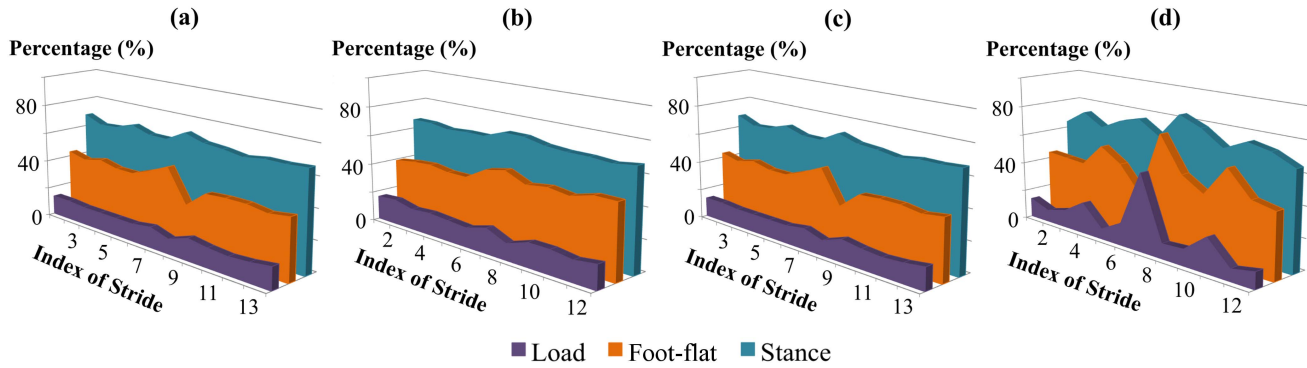 (a)
Percentage (%)
80
40
0
3
5
7
9
11
13
Index of Stride
(b)
Percentage (%)
80
40
0
2
4
6
8
10
12
Index of Stride
(c)
Percentage (%)
80
40
0
3
5
7
9
11
13
Index of Stride
(d)
Percentage (%)
80
40
0
2
4
6
8
10
12
Index of Stride
Load
Foot-flat
Stance